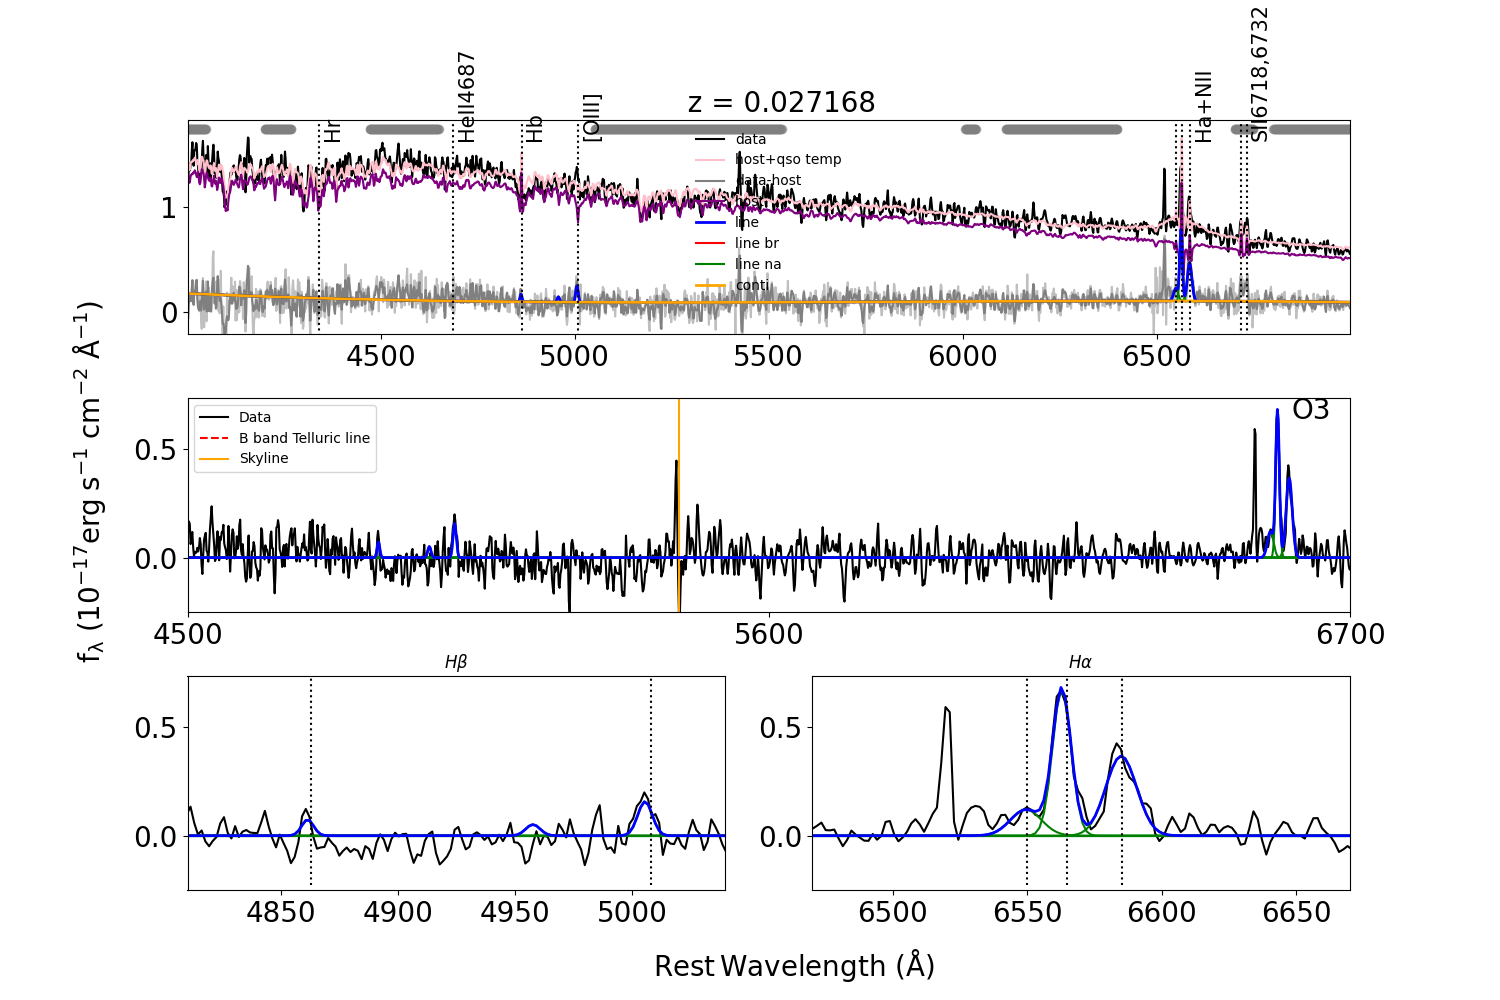 z = 0.027168
Hr
HeII4687
Hb
[OIII]
Ha+NII
SII6718,6732
data
host+qso temp
data-host
host
line
line br
line na
conti
1
0
4500 5000 5500 6000 6500
Data
B band Telluric line
Skyline
O3
0.5
0.0
4500 5600 6700
fλ (10⁻¹⁷erg s⁻¹ cm⁻² Å⁻¹)
Hβ
0.5
0.0
4850 4900 4950 5000
Hα
0.5
0.0
6500 6550 6600 6650
Rest Wavelength (Å)